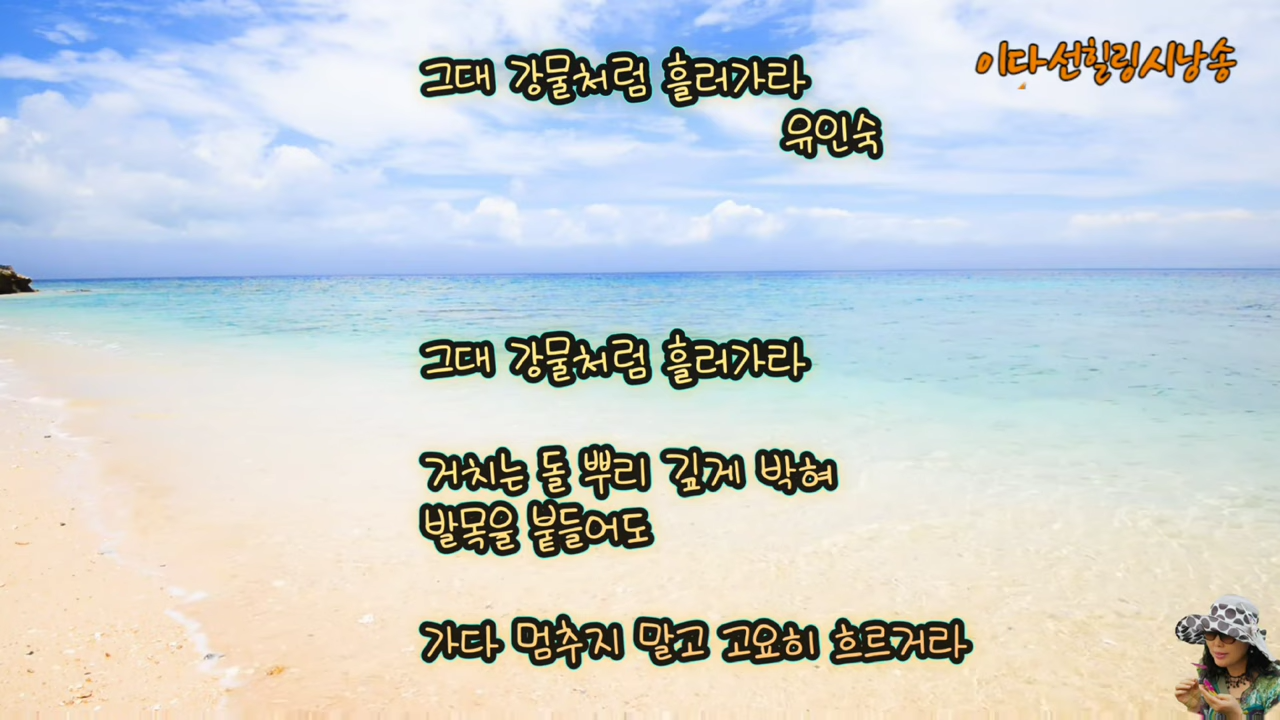 그대 강물처럼 흘러가라
이다선힐링시낭송
유인숙
그대 강물처럼 흘러가라
거치는 돌 뿌리 깊게 박혀
발목을 붙들어도
가다 멈추지 말고 고요히 흐르거라